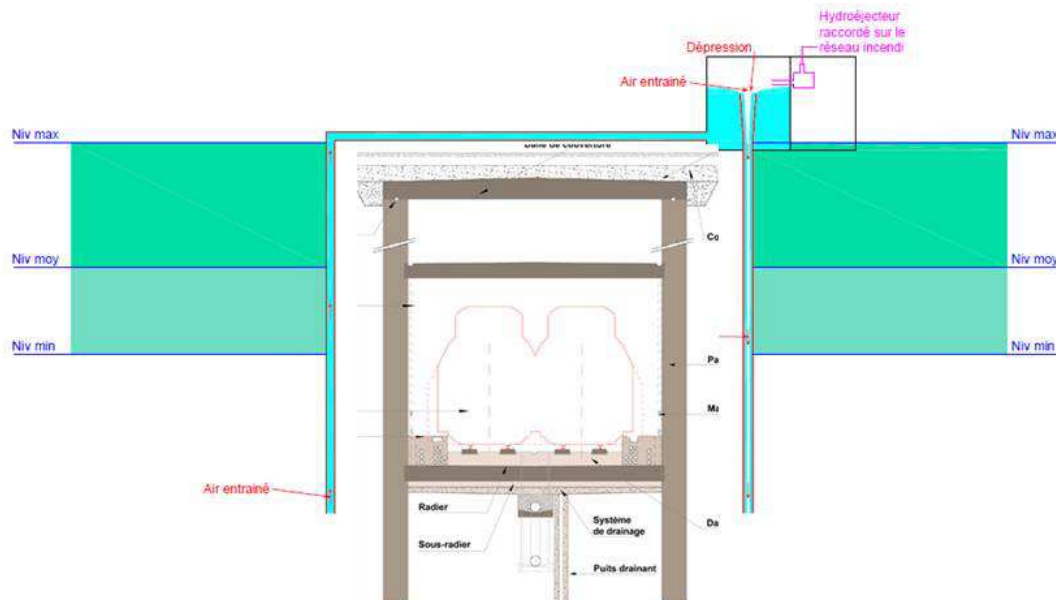 Hydroéjecteur
raccordé sur le
réseau incendi
Dépression
Air entrainé
Niv max
Niv max
Dalle de couverture
Co
Niv moy
Niv moy
Niv min
Niv min
Pa
Ma
Air entrainé
Radier
Système
de drainage
Da
Sous-radier
Puits drainant